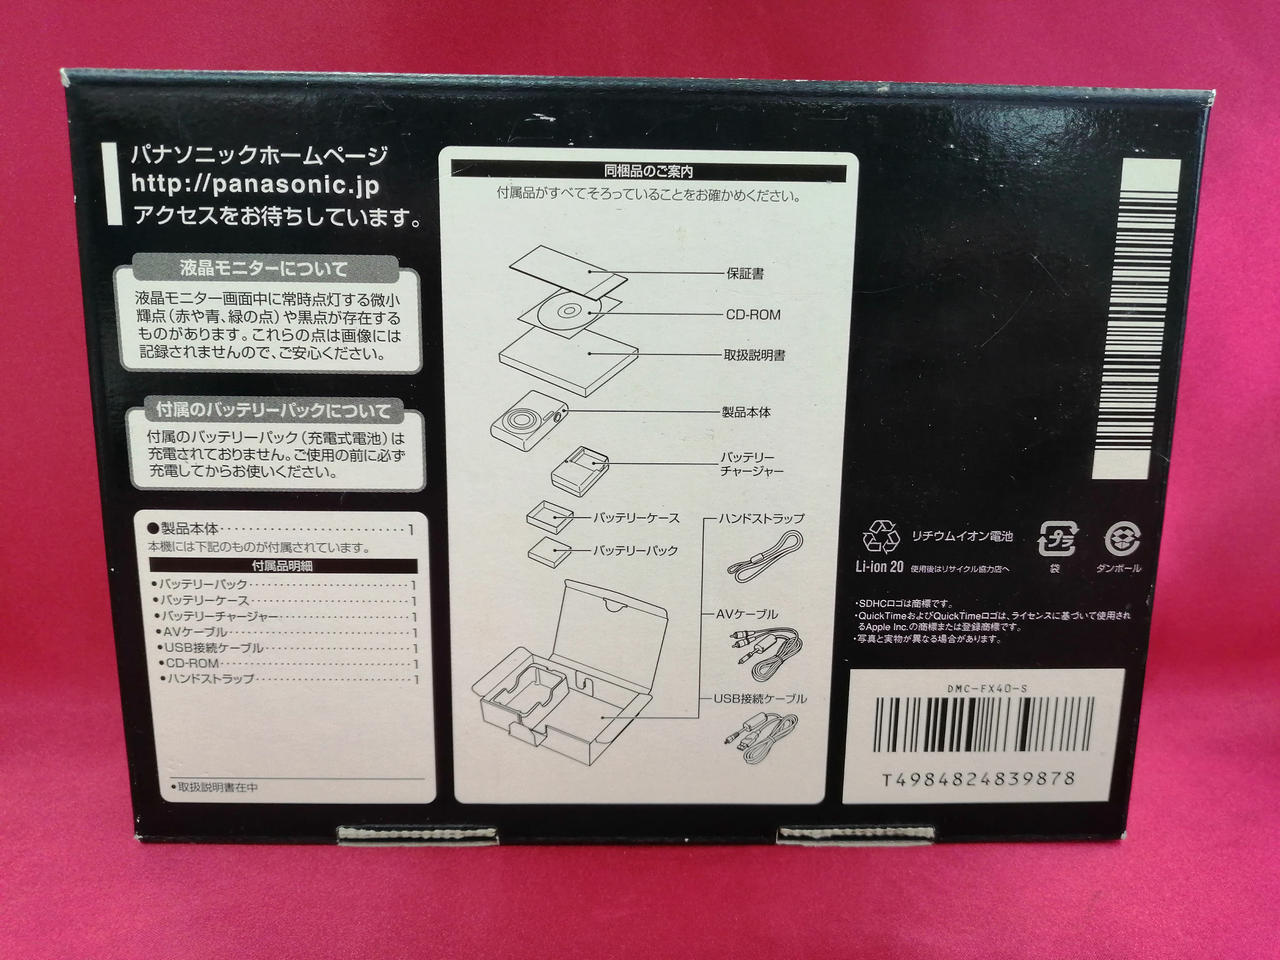 パナソニックホームページ
http://panasonic.jp
アクセスをお待ちしています。
液晶モニターについて
液晶モニター画面中に常時点灯する微小
輝点(赤や青、緑の点)や黒点が存在する
ものがあります。これらの点は画像には
記録されませんので、ご安心ください。
付属のバッテリーパックについて
付属のバッテリーパック(充電式電池)は
充電されておりません。ご使用の前に必ず
充電してからお使いください。
●製品本体‥‥‥‥‥‥‥‥‥1
本機には下記のものが付属されています。
付属品明細
•バッテリーパック‥‥‥‥‥‥‥‥1
•バッテリーケース‥‥‥‥‥‥‥‥1
•バッテリーチャージャー‥‥‥‥‥‥1
•AVケーブル‥‥‥‥‥‥‥‥‥1
•USB接続ケーブル‥‥‥‥‥‥‥1
•CD-ROM‥‥‥‥‥‥‥‥‥1
•ハンドストラップ‥‥‥‥‥‥‥‥1
•取扱説明書在中
同梱品のご案内
付属品がすべてそろっていることをお確かめください。
保証書
CD-ROM
取扱説明書
製品本体
バッテリー
チャージャー
バッテリーケース
バッテリーパック
ハンドストラップ
AVケーブル
USB接続ケーブル
リチウムイオン電池
Li-ion 20 使用後はリサイクル協力店へ
プラ
袋
ダンボール
•SDHCロゴは商標です。
•QuickTimeおよびQuickTimeロゴは、ライセンスに基づいて使用され
るApple Inc.の商標または登録商標です。
•写真と実物が異なる場合があります。
DMC-FX40-S
T4984824839878